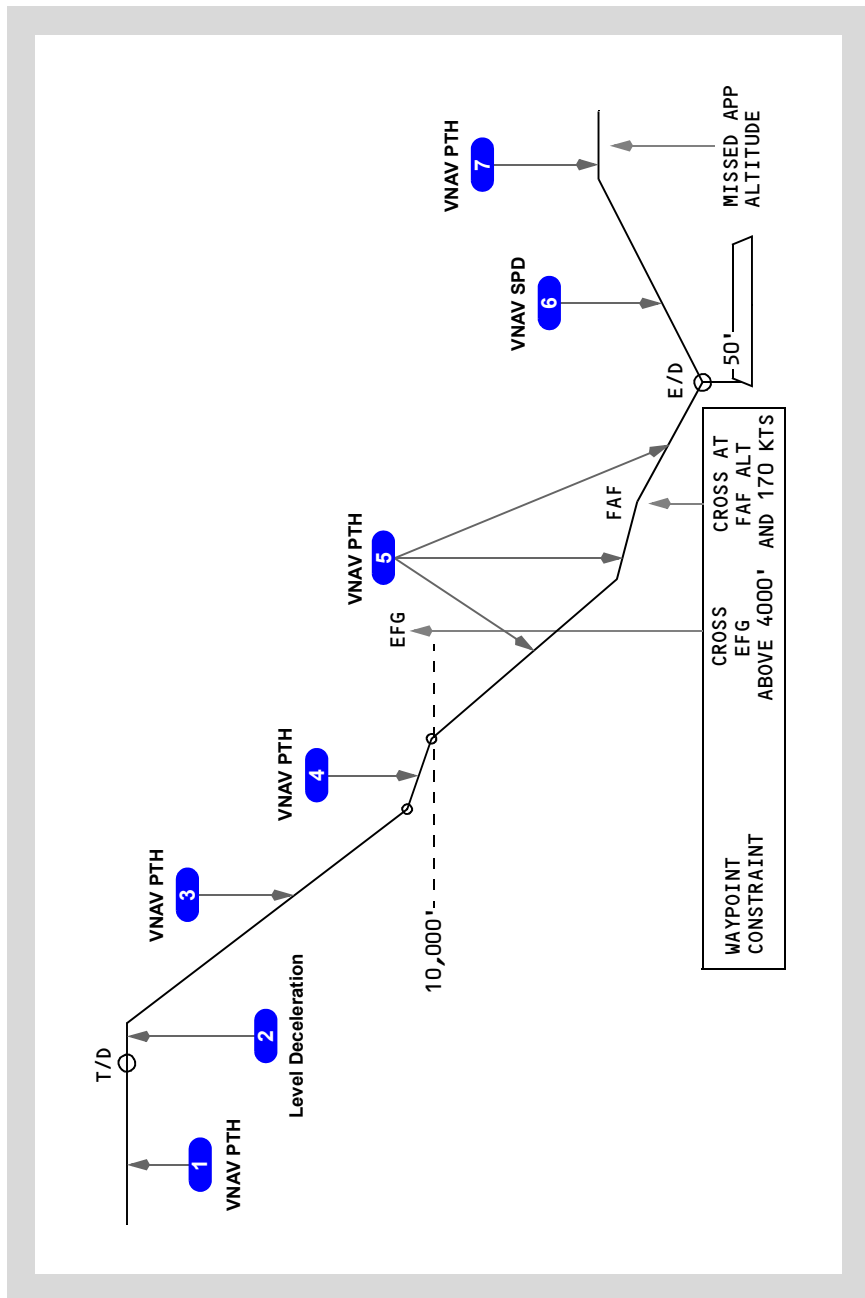 T/D
1
VNAV PTH
2
Level Deceleration
VNAV PTH
3
10,000'
VNAV PTH
4
EFG
VNAV PTH
5
FAF
E/D
50'
VNAV SPD
6
VNAV PTH
7
MISSED APP
ALTITUDE
WAYPOINT
CONSTRAINT
CROSS
EFG
ABOVE 4000'
CROSS AT
FAF ALT
AND 170 KTS